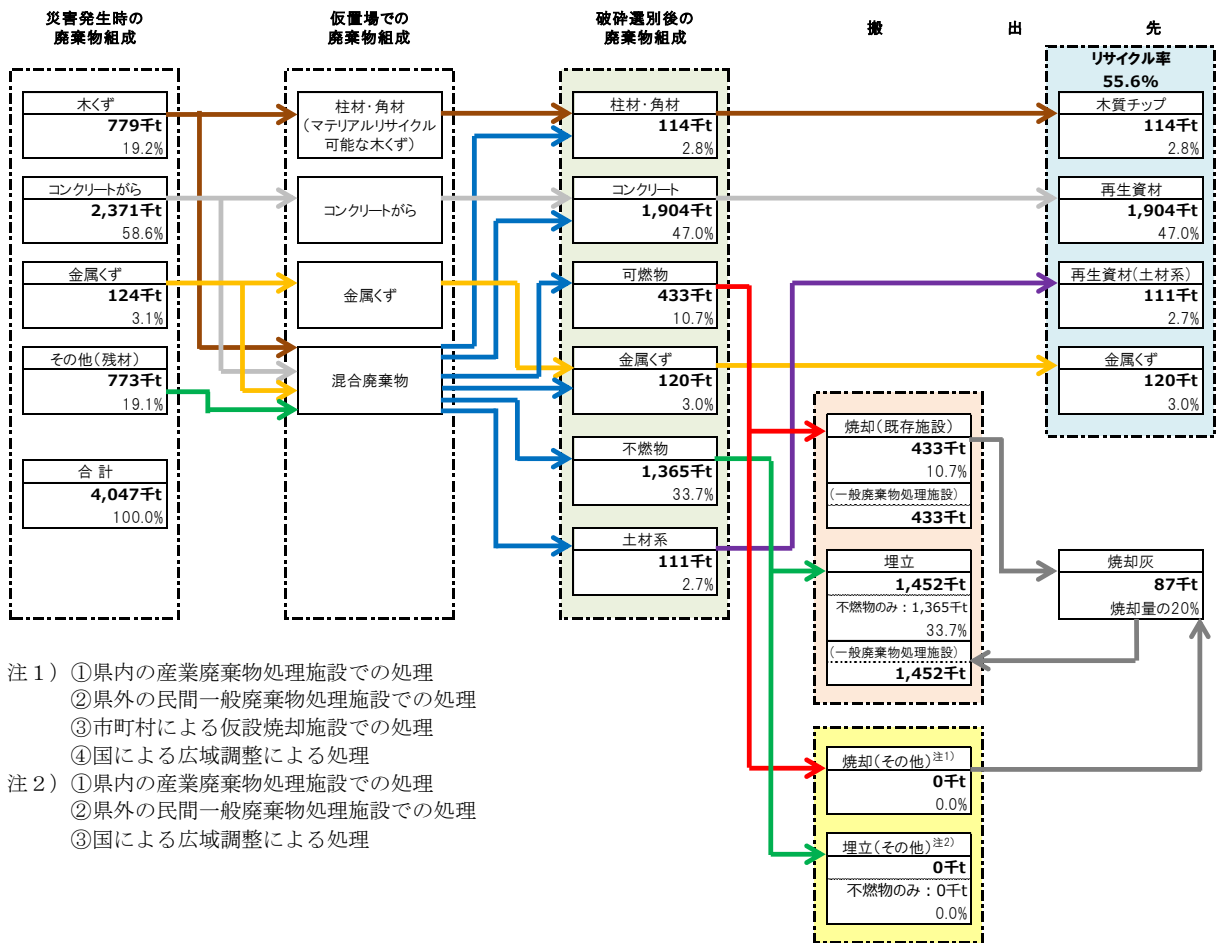 災害発生時の
廃棄物組成
仮置場での
廃棄物組成
破砕選別後の
廃棄物組成
搬 出 先
木くず
779千t
19.2%
コンクリートがら
2,371千t
58.6%
金属くず
124千t
3.1%
その他(残材)
773千t
19.1%
合 計
4,047千t
100.0%
柱材・角材
(マテリアルリサイクル
可能な木くず)
コンクリートがら
金属くず
混合廃棄物
柱材・角材
114千t
2.8%
コンクリート
1,904千t
47.0%
可燃物
433千t
10.7%
金属くず
120千t
3.0%
不燃物
1,365千t
33.7%
土材系
111千t
2.7%
リサイクル率
55.6%
木質チップ
114千t
2.8%
再生資材
1,904千t
47.0%
再生資材(土材系)
111千t
2.7%
金属くず
120千t
3.0%
焼却(既存施設)
433千t
10.7%
(一般廃棄物処理施設)
433千t
埋立
1,452千t
不燃物のみ：1,365千t
33.7%
(一般廃棄物処理施設)
1,452千t
焼却灰
87千t
焼却量の20%
焼却(その他)注1)
0千t
0.0%
埋立(その他)注2)
0千t
不燃物のみ：0千t
0.0%
注１）①県内の産業廃棄物処理施設での処理
②県外の民間一般廃棄物処理施設での処理
③市町村による仮設焼却施設での処理
④国による広域調整による処理
注２）①県内の産業廃棄物処理施設での処理
②県外の民間一般廃棄物処理施設での処理
③国による広域調整による処理